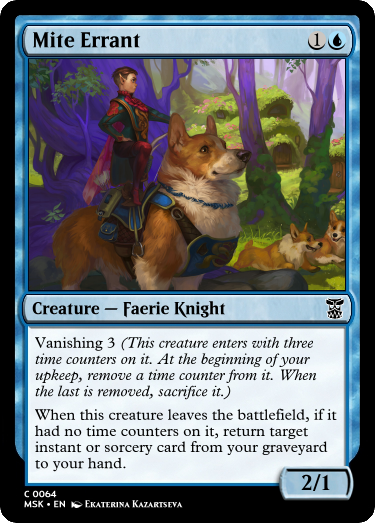 Mite Errant 1
Creature — Faerie Knight
Vanishing 3 (This creature enters with three
time counters on it. At the beginning of your
upkeep, remove a time counter from it. When
the last is removed, sacrifice it.)
When this creature leaves the battlefield, if it
had no time counters on it, return target
instant or sorcery card from your graveyard
to your hand.
2/1
C 0064
MSK • EN Ekaterina Kazartseva